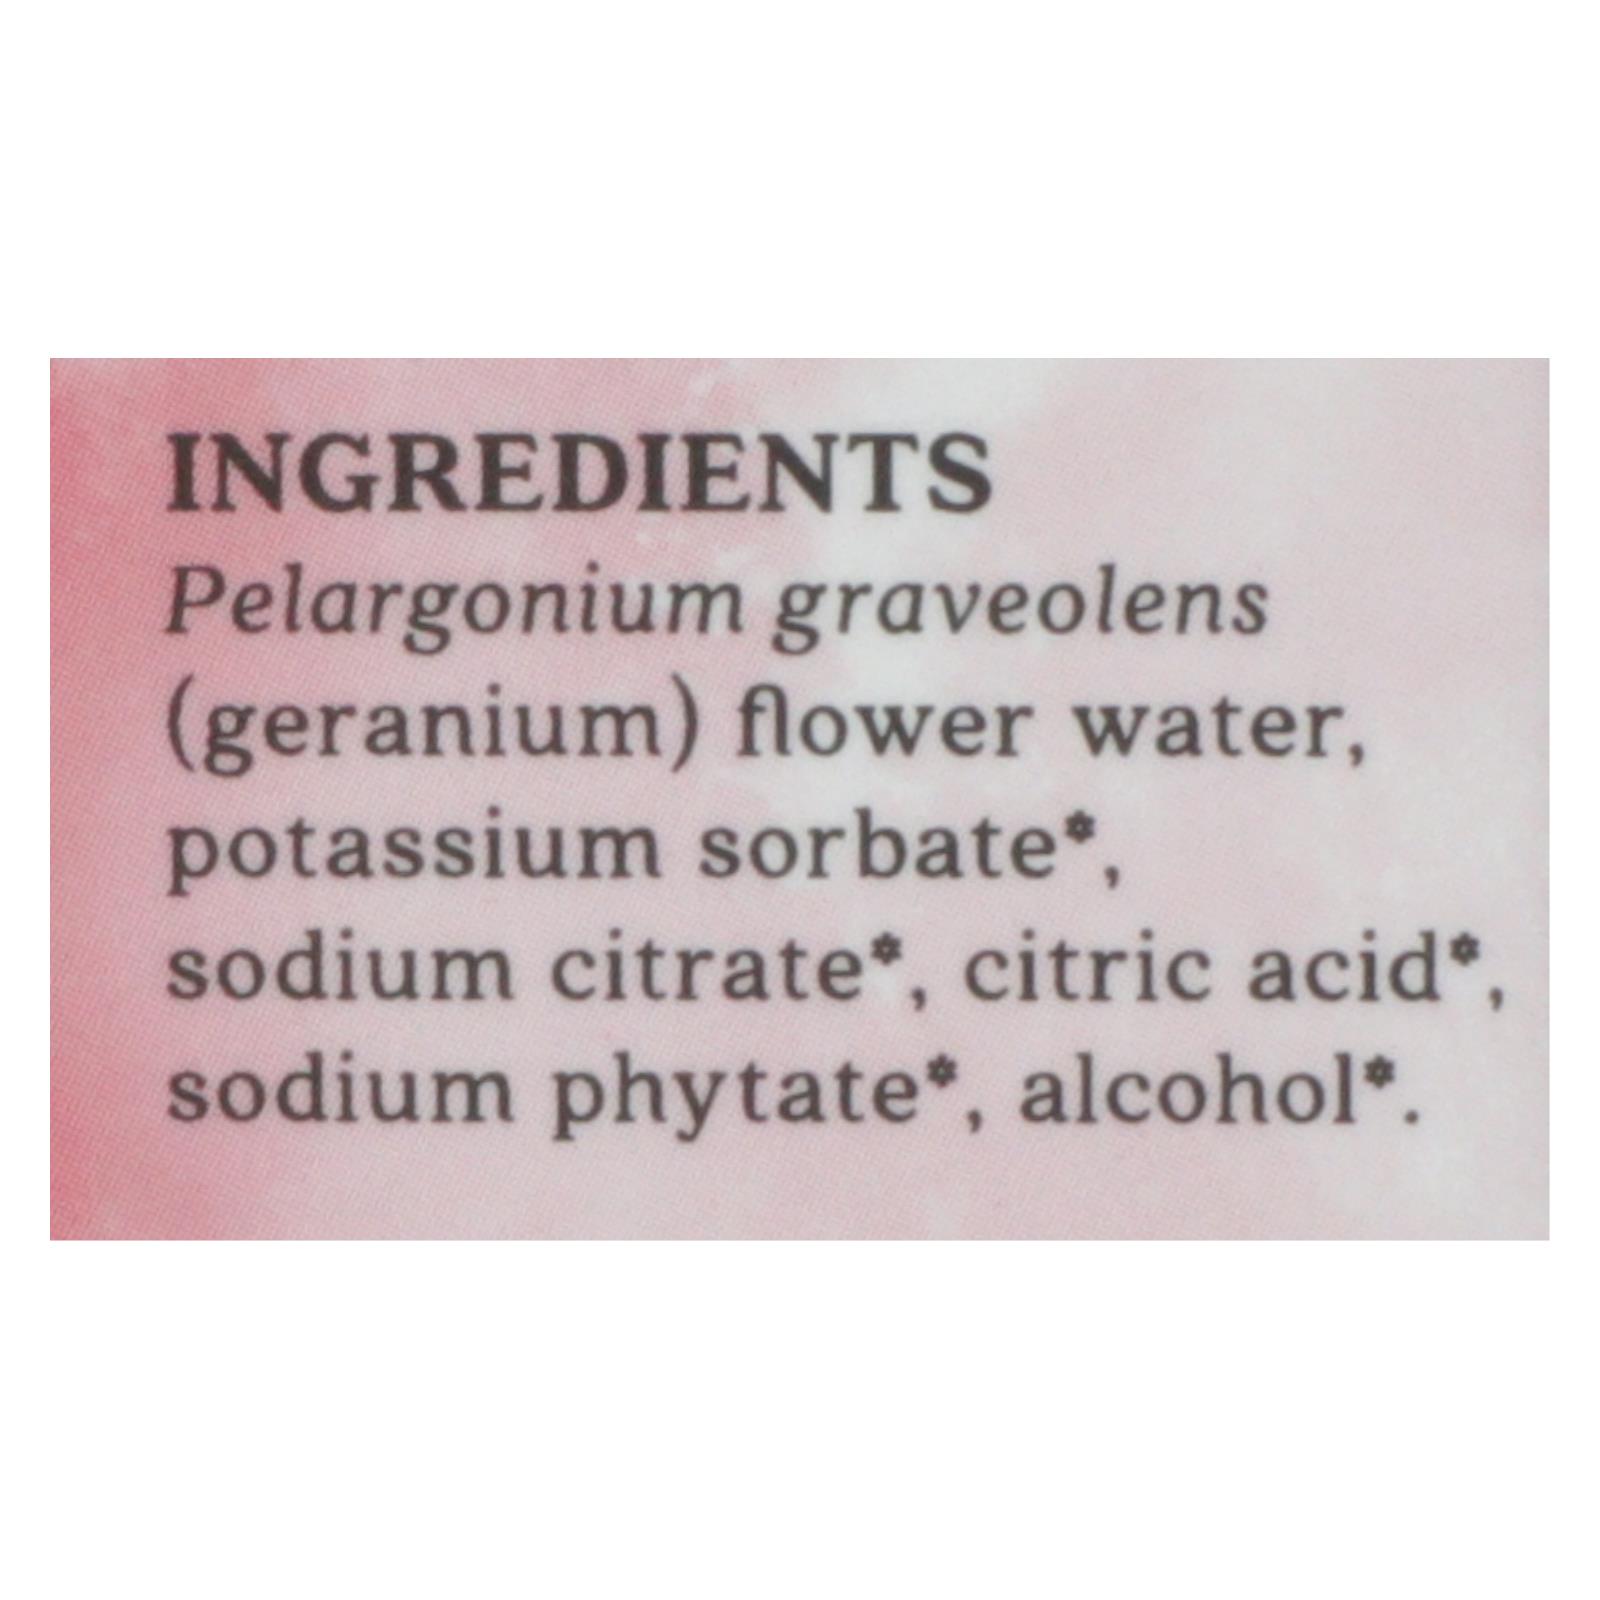 INGREDIENTS
Pelargonium graveolens
(geranium) flower water,
potassium sorbate*,
sodium citrate*, citric acid*,
sodium phytate*, alcohol*.